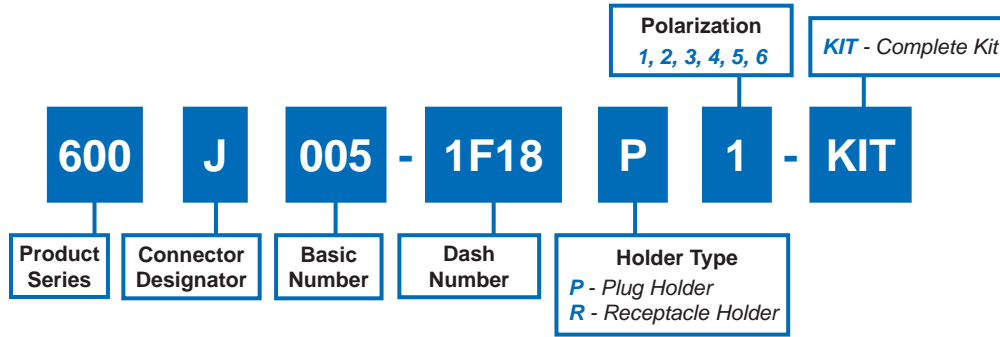 Polarization
1, 2, 3, 4, 5, 6
KIT - Complete Kit
600 J 005 - 1F18 P 1 - KIT
Product
Series
Connector
Designator
Basic
Number
Dash
Number
Holder Type
P - Plug Holder
R - Receptacle Holder